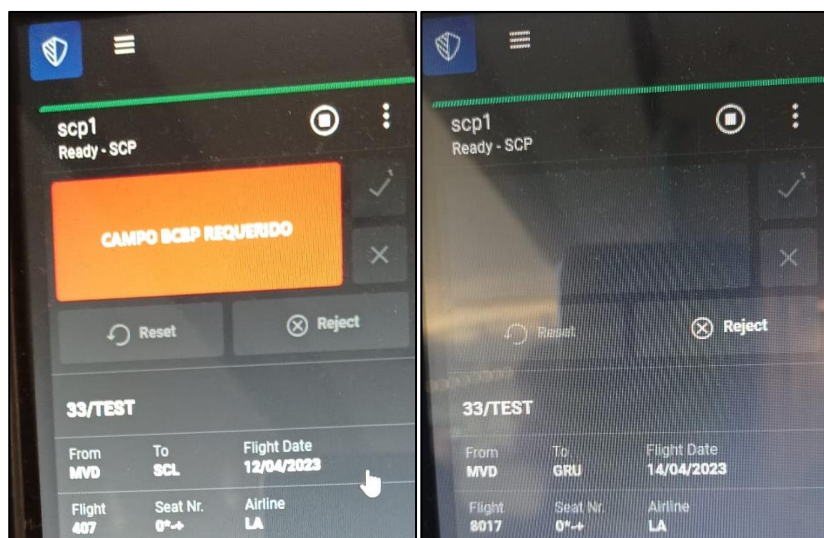 scp1
Ready - SCP
CAMPO BCBP REQUERIDO
Reset
Reject
33/TEST
From To Flight Date
MVD SCL 12/04/2023
Flight Seat Nr. Airline
407 0*-+ LA
scp1
Ready - SCP
Reset
Reject
33/TEST
From To Flight Date
MVD GRU 14/04/2023
Flight Seat Nr. Airline
8017 0*-+ LA